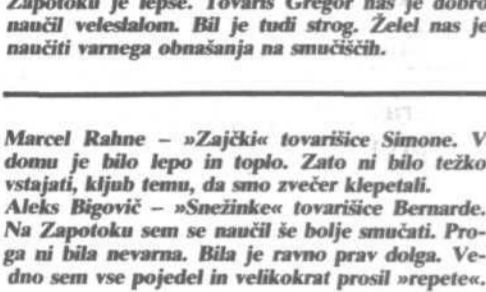 Zapotoku je lepše. Tovariš Gregor nas je dobro
naučil veleslalom. Bil je tudi strog. Želel nas je
naučiti varnega obnašanja na smučiščih.
Marcel Rahne – »Zajčki« tovarišice Simone. V
domu je bilo lepo in toplo. Zato ni bilo težko
vstajati, kljub temu, da smo zvečer klepetali.
Aleks Bigovič – »Snežinke« tovarišice Bernarde.
Na Zapotoku sem se naučil še bolje smučati. Pro-
ga ni bila nevarna. Bila je ravno prav dolga. Ve-
dno sem vse pojedel in velikokrat prosil »repete«.